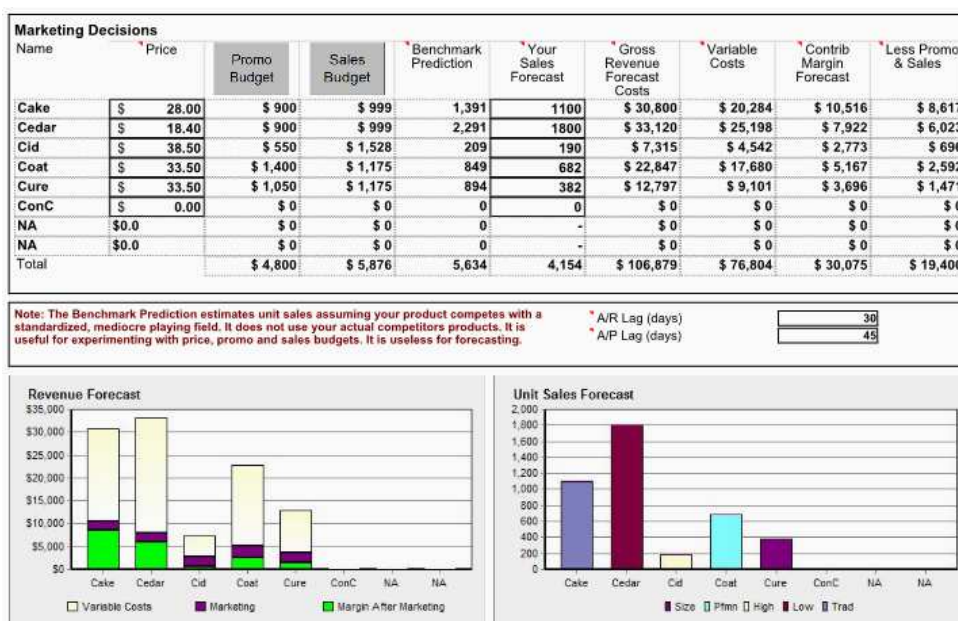 Marketing Decisions
Name Price Promo Budget Sales Budget Benchmark Prediction Your Sales Forecast Gross Revenue Forecast Costs Variable Costs Contrib Margin Forecast Less Promo & Sales
Cake $ 28.00 $ 900 $ 999 1,391 1100 $ 30,800 $ 20,284 $ 10,516 $ 8,617
Cedar $ 18.40 $ 900 $ 999 2,291 1800 $ 33,120 $ 25,198 $ 7,922 $ 6,023
Cid $ 38.50 $ 550 $ 1,528 209 190 $ 7,315 $ 4,542 $ 2,773 $ 696
Coat $ 33.50 $ 1,400 $ 1,175 849 682 $ 22,847 $ 17,680 $ 5,167 $ 2,592
Cure $ 33.50 $ 1,050 $ 1,175 894 382 $ 12,797 $ 9,101 $ 3,696 $ 1,471
ConC $ 0.00 $ 0 $ 0 0 0 $ 0 $ 0 $ 0 $ 0
NA $0.0 $ 0 $ 0 0 - $ 0 $ 0 $ 0 $ 0
NA $0.0 $ 0 $ 0 0 - $ 0 $ 0 $ 0 $ 0
Total $ 4,800 $ 5,876 5,634 4,154 $ 106,879 $ 76,804 $ 30,075 $ 19,400
Note: The Benchmark Prediction estimates unit sales assuming your product competes with a
standardized, mediocre playing field. It does not use your actual competitors products. It is
useful for experimenting with price, promo and sales budgets. It is useless for forecasting.
A/R Lag (days) 30
A/P Lag (days) 45
Revenue Forecast
$35,000
$30,000
$25,000
$20,000
$15,000
$10,000
$5,000
$0
Cake Cedar Cid Coat Cure ConC NA NA
Variable Costs Marketing Margin After Marketing
Unit Sales Forecast
2,000
1,800
1,600
1,400
1,200
1,000
800
600
400
200
0
Cake Cedar Cid Coat Cure ConC NA NA
Size Pfmn High Low Trad